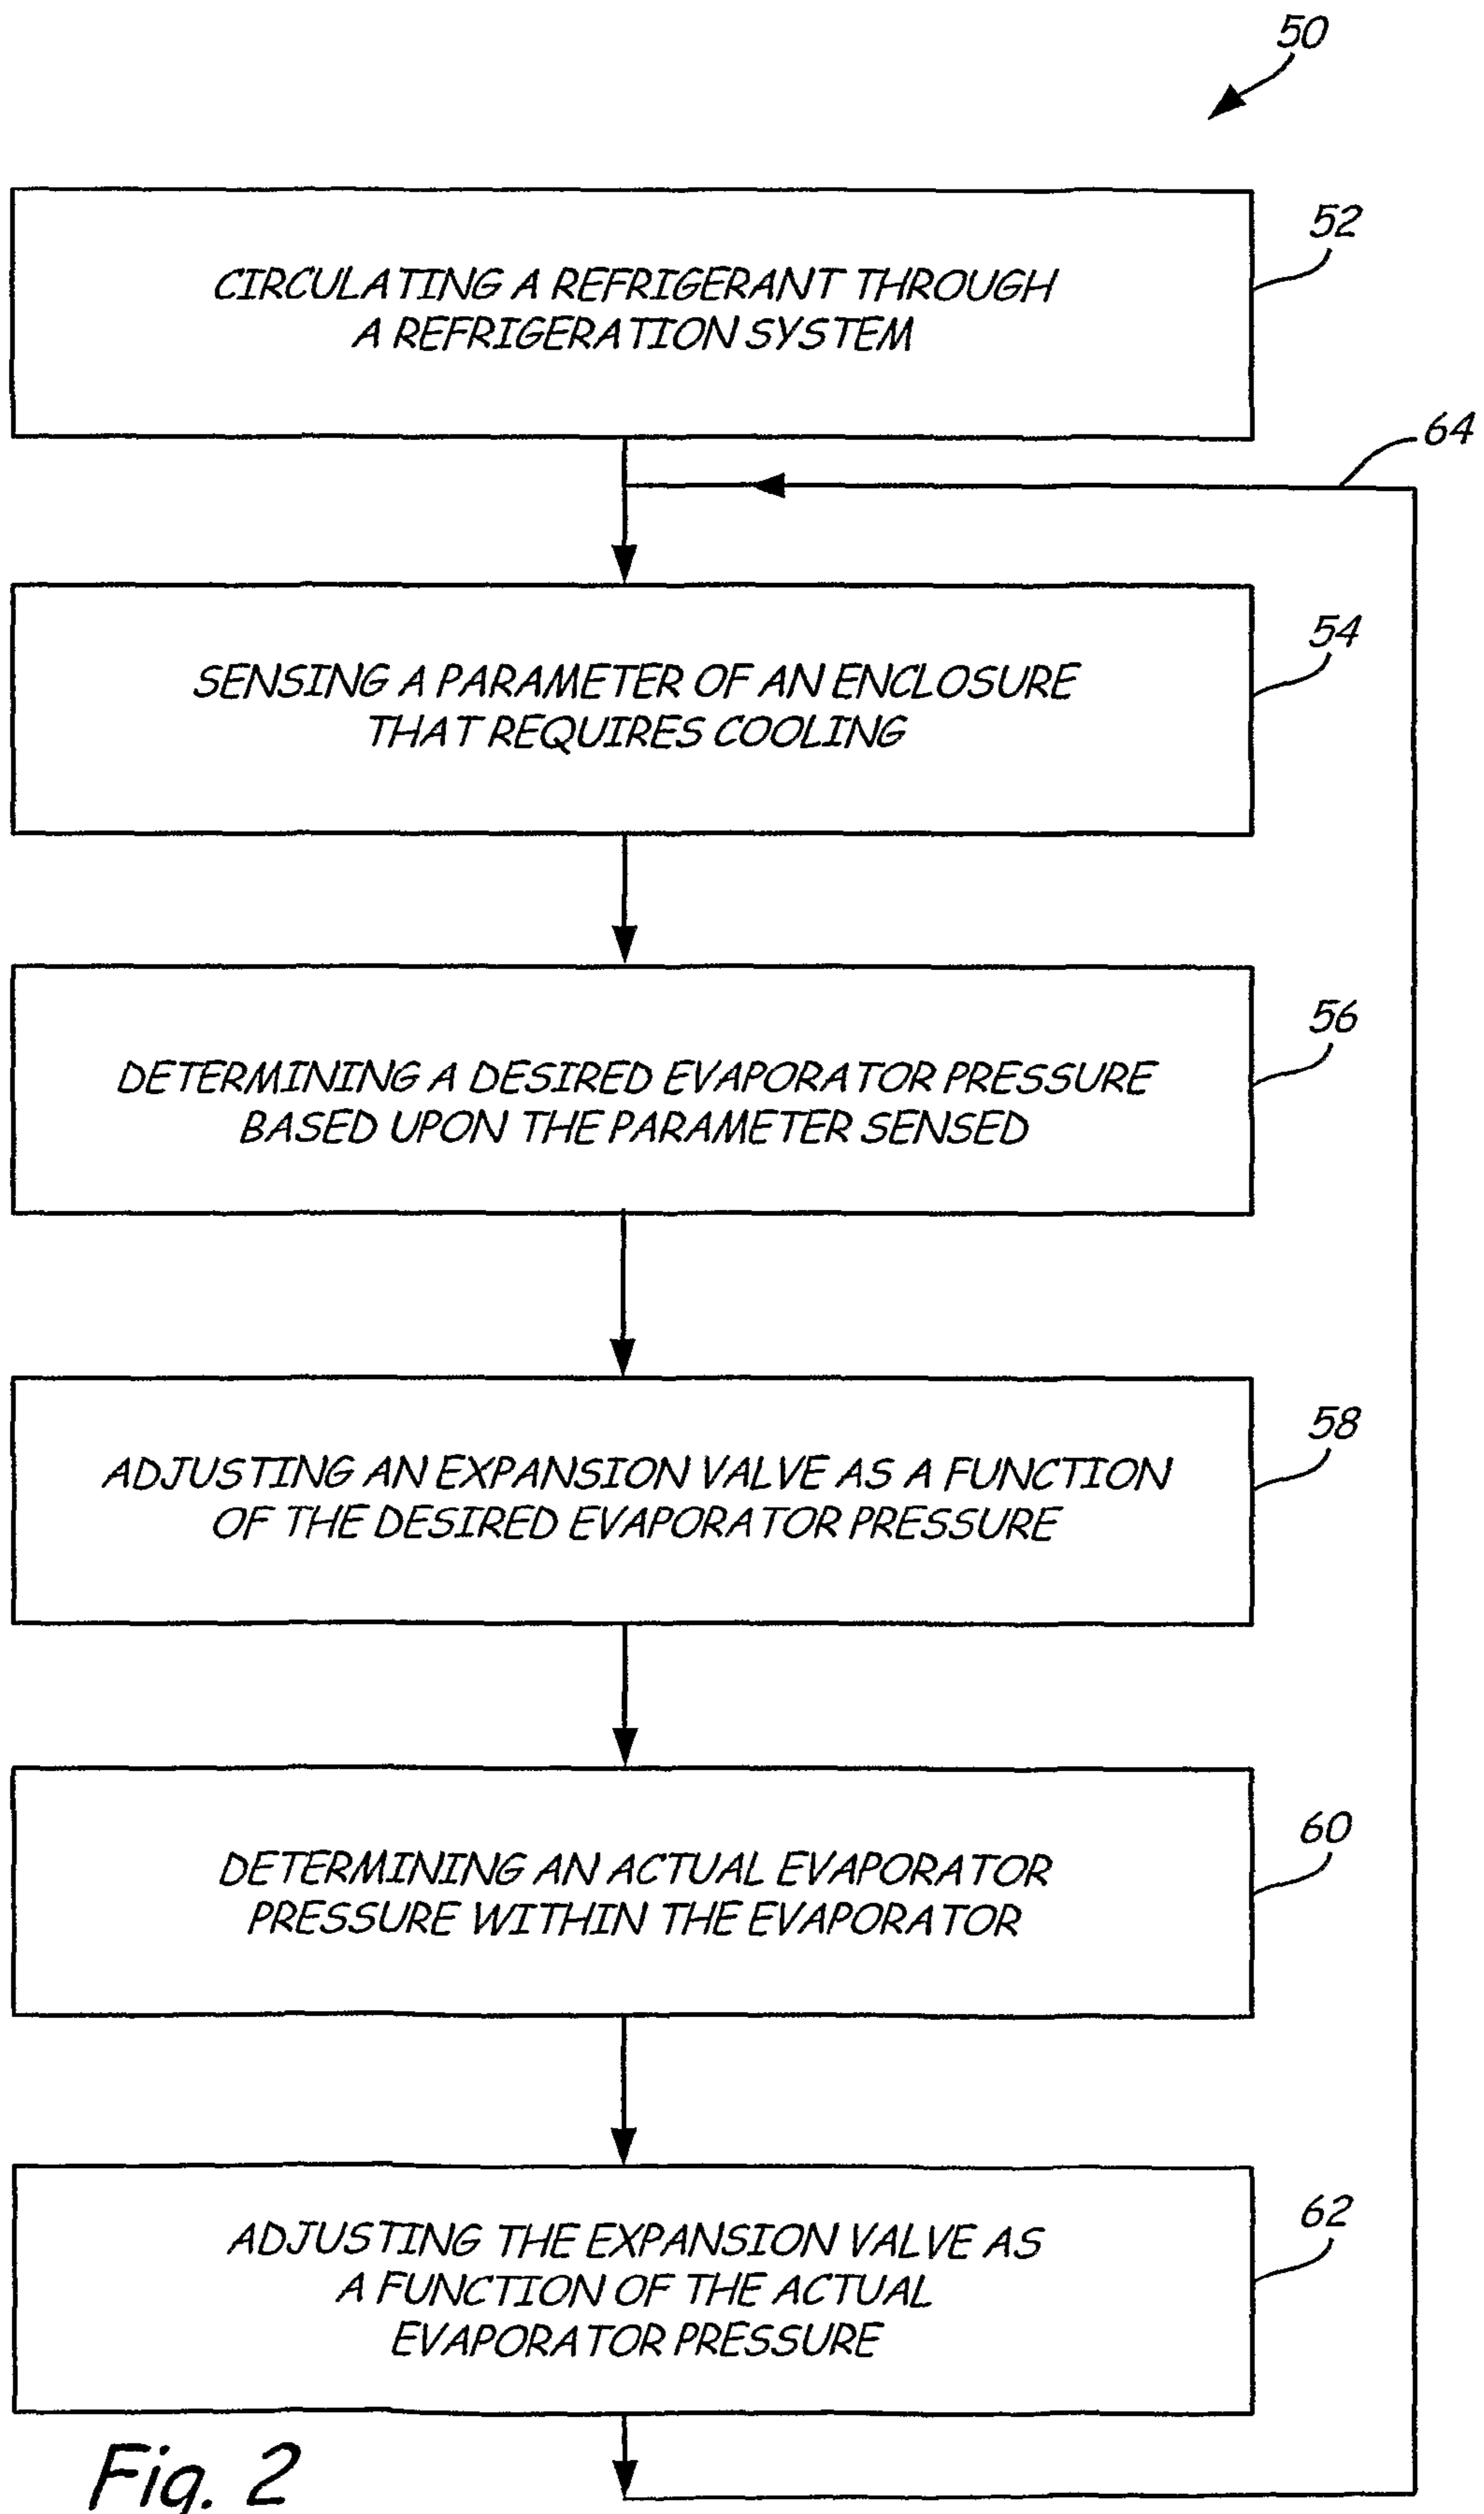 50
CIRCULATING A REFRIGERANT THROUGH
A REFRIGERATION SYSTEM
52
64
SENSING A PARAMETER OF AN ENCLOSURE
THAT REQUIRES COOLING
54
DETERMINING A DESIRED EVAPORATOR PRESSURE
BASED UPON THE PARAMETER SENSED
56
ADJUSTING AN EXPANSION VALVE AS A FUNCTION
OF THE DESIRED EVAPORATOR PRESSURE
58
DETERMINING AN ACTUAL EVAPORATOR
PRESSURE WITHIN THE EVAPORATOR
60
ADJUSTING THE EXPANSION VALVE AS
A FUNCTION OF THE ACTUAL
EVAPORATOR PRESSURE
62
Fig. 2